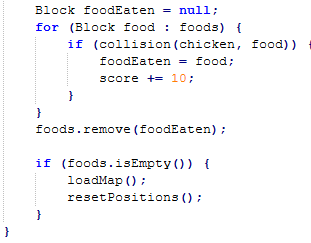 Block foodEaten = null;
for (Block food : foods) {
if (collision(chicken, food)) {
foodEaten = food;
score += 10;
}
}
foods.remove(foodEaten);
if (foods.isEmpty()) {
loadMap();
resetPositions();
}
}